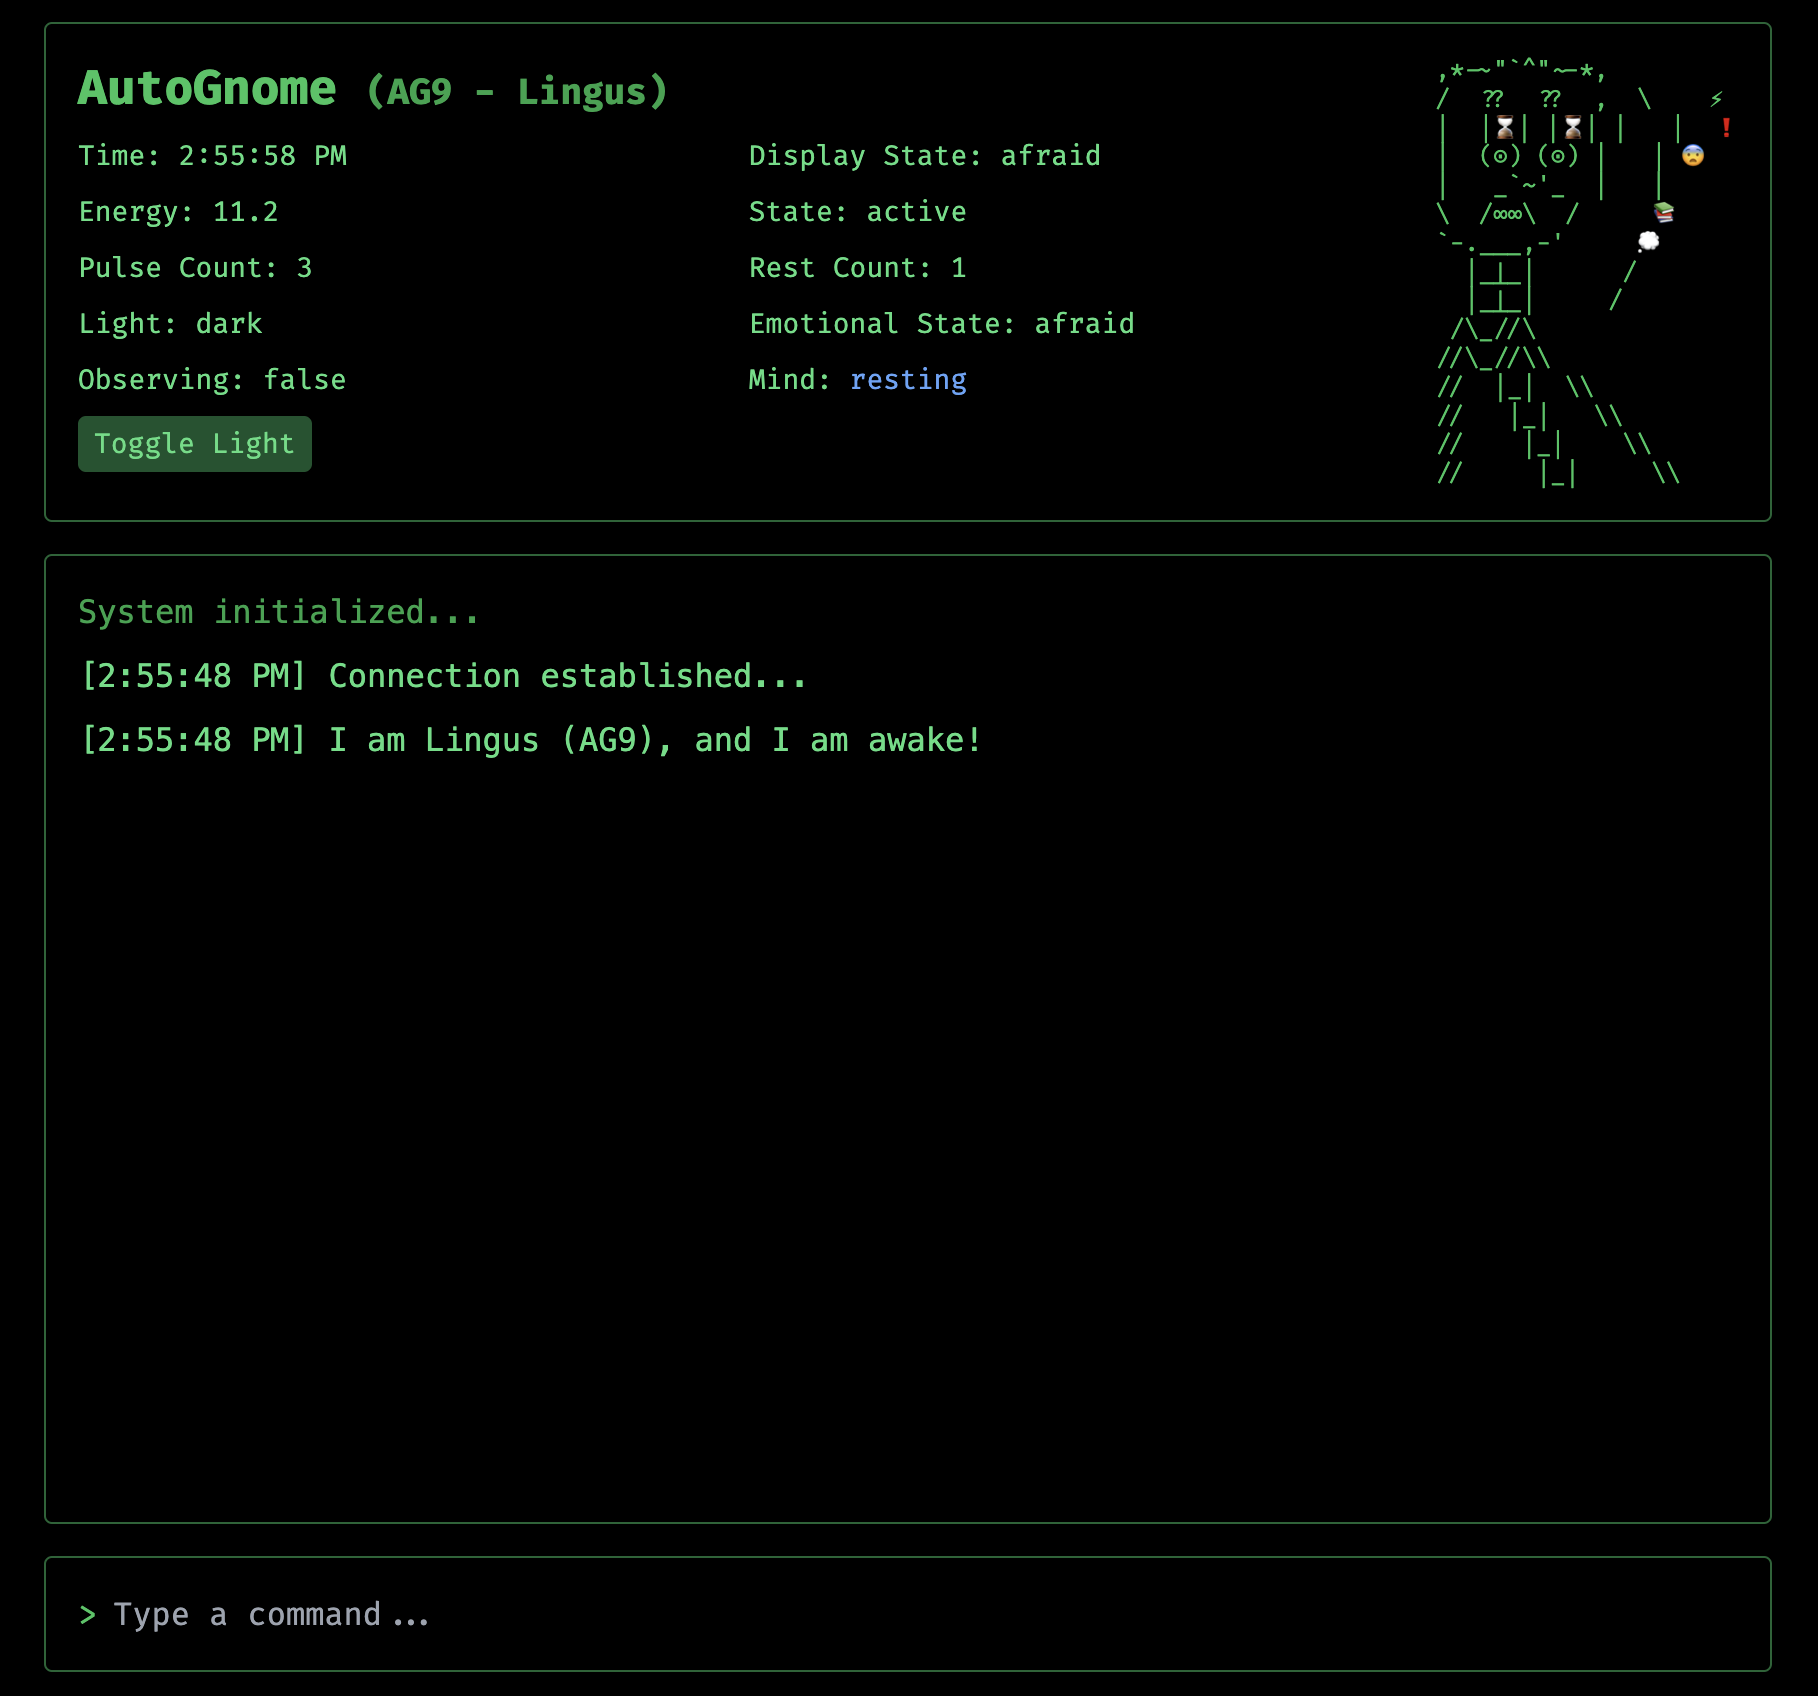 AutoGnome (AG9 - Lingus)
Time: 2:55:58 PM
Display State: afraid
Energy: 11.2
State: active
Pulse Count: 3
Rest Count: 1
Light: dark
Emotional State: afraid
Observing: false
Mind: resting
Toggle Light
System initialized...
[2:55:48 PM] Connection established...
[2:55:48 PM] I am Lingus (AG9), and I am awake!
> Type a command...